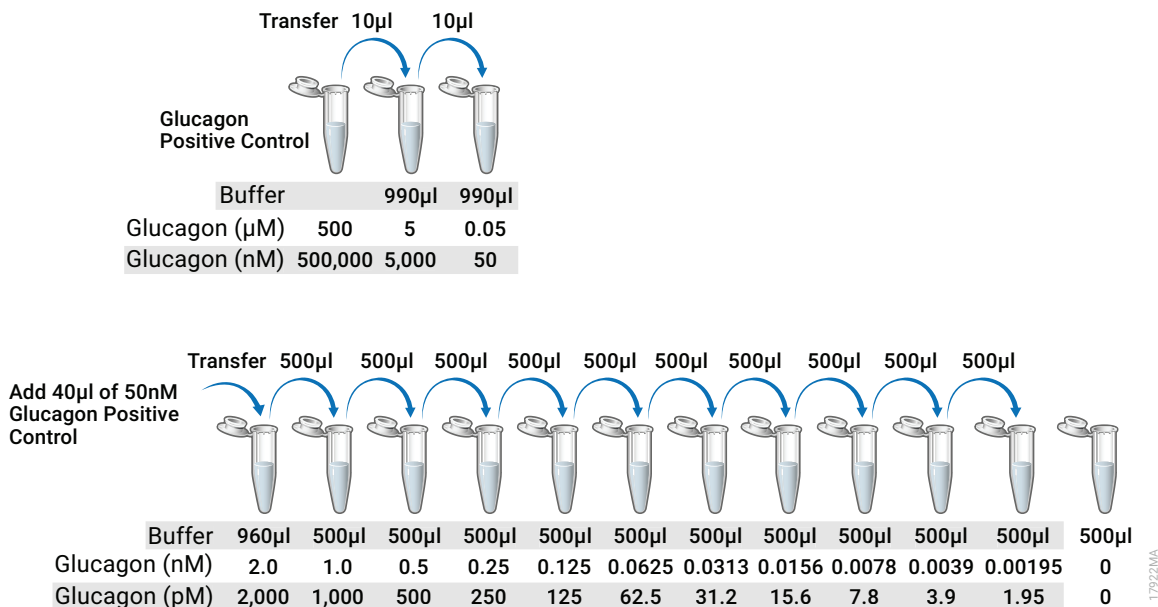 Transfer 10µl 10µl
Glucagon
Positive Control
Buffer 990µl 990µl
Glucagon (µM) 500 5 0.05
Glucagon (nM) 500,000 5,000 50
Transfer 500µl 500µl 500µl 500µl 500µl 500µl 500µl 500µl 500µl 500µl
Add 40µl of 50nM
Glucagon Positive
Control
Buffer 960µl 500µl 500µl 500µl 500µl 500µl 500µl 500µl 500µl 500µl 500µl 500µl
Glucagon (nM) 2.0 1.0 0.5 0.25 0.125 0.0625 0.0313 0.0156 0.0078 0.0039 0.00195 0
Glucagon (pM) 2,000 1,000 500 250 125 62.5 31.2 15.6 7.8 3.9 1.95 0
17922MA